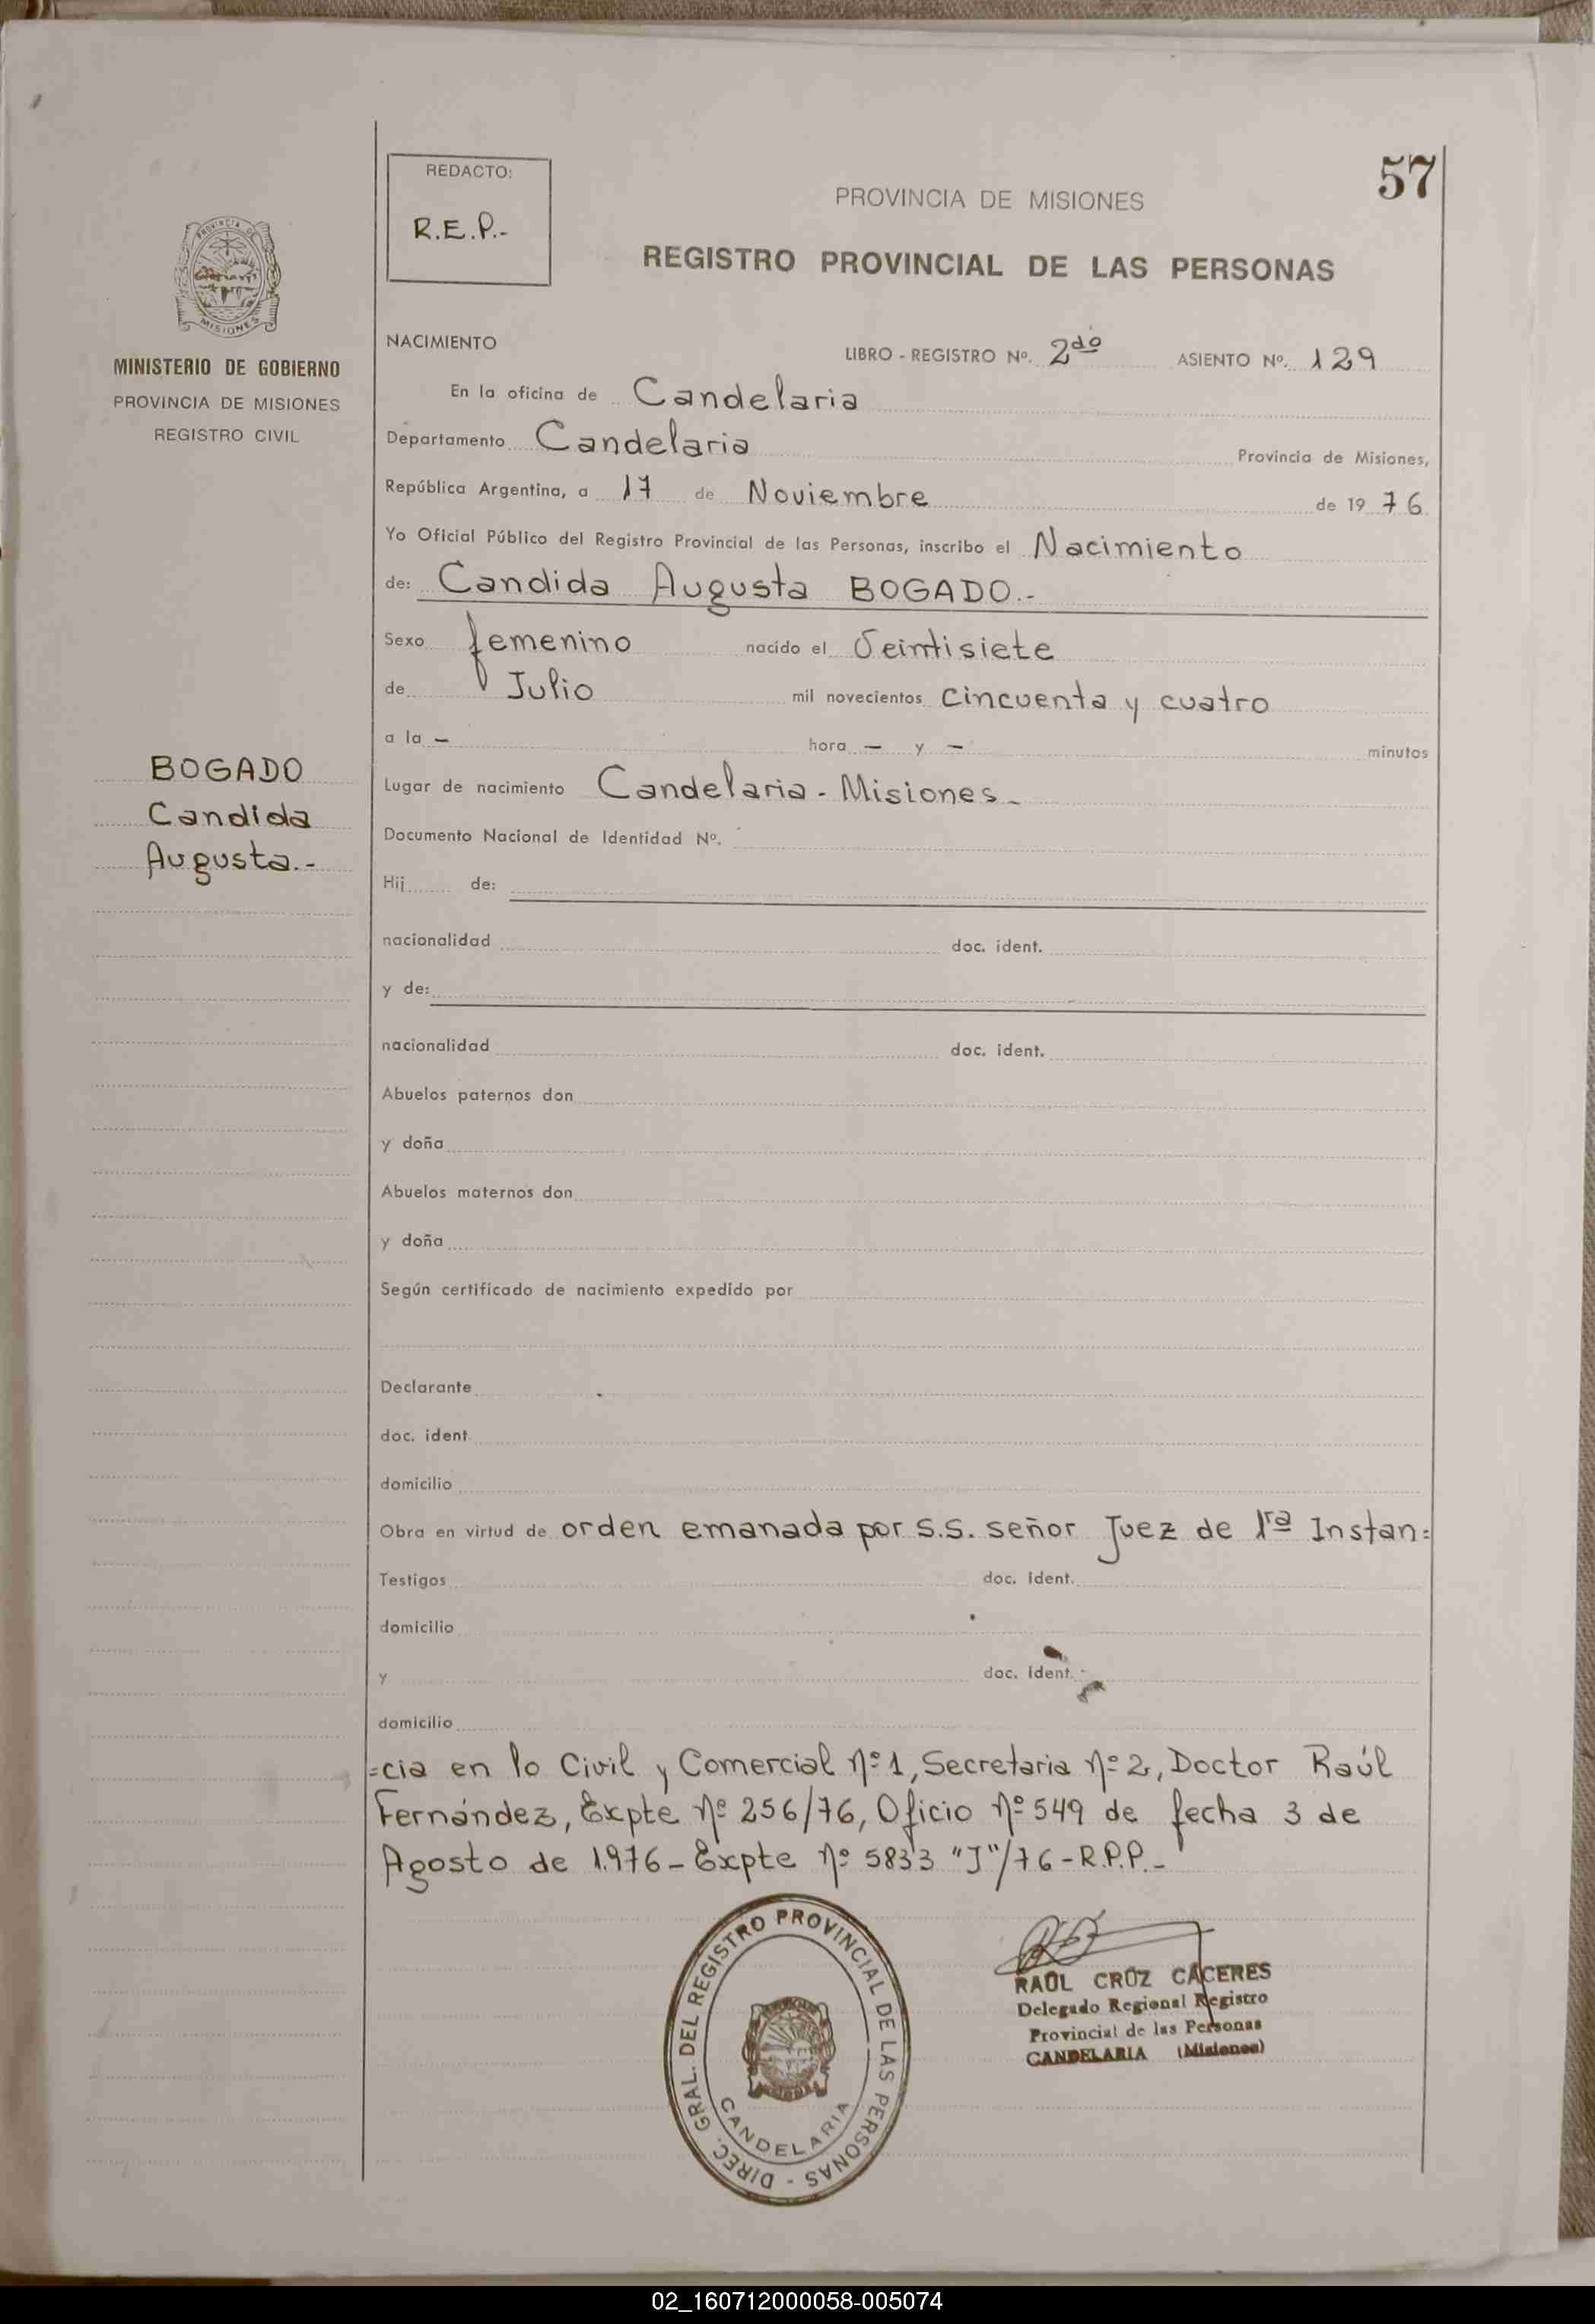 REDACTO:
R.E.P.-
57
PROVINCIA DE MISIONES
REGISTRO PROVINCIAL DE LAS PERSONAS
PROVINCIA DE
MISIONES
MINISTERIO DE GOBIERNO
PROVINCIA DE MISIONES
REGISTRO CIVIL
NACIMIENTO
LIBRO - REGISTRO Nº. 2do ASIENTO Nº. 129
En la oficina de Candelaria
Departamento Candelaria Provincia de Misiones,
República Argentina, a 17 de Noviembre de 19 76
Yo Oficial Público del Registro Provincial de las Personas, inscribo el Nacimiento
de: Candida Augusta BOGADO.-
Sexo femenino nacido el Veintisiete
de Julio mil novecientos cincuenta y cuatro
a la — hora — y — minutos
BOGADO
Candida
Augusta.-
Lugar de nacimiento Candelaria - Misiones-
Documento Nacional de Identidad Nº.
Hij de:
nacionalidad doc. ident.
y de:
nacionalidad doc. ident.
Abuelos paternos don
y doña
Abuelos maternos don
y doña
Según certificado de nacimiento expedido por
Declarante
doc. ident.
domicilio
Obra en virtud de orden emanada por S.S. señor Juez de 1ra Instan=
Testigos doc. ident.
domicilio
y doc. ident.
domicilio
=cia en lo Civil y Comercial nº 1, Secretaria nº 2, Doctor Raúl
Fernández, Expte nº 256/76, Oficio nº 549 de fecha 3 de
Agosto de 1.976 - Expte nº 5833 "J"/76 - R.P.P.-
DIREC. GRAL. DEL REGISTRO PROVINCIAL DE LAS PERSONAS -
CANDELARIA
RAUL CRUZ CACERES
Delegado Regional Registro
Provincial de las Personas
CANDELARIA (Misiones)
02_160712000058-005074